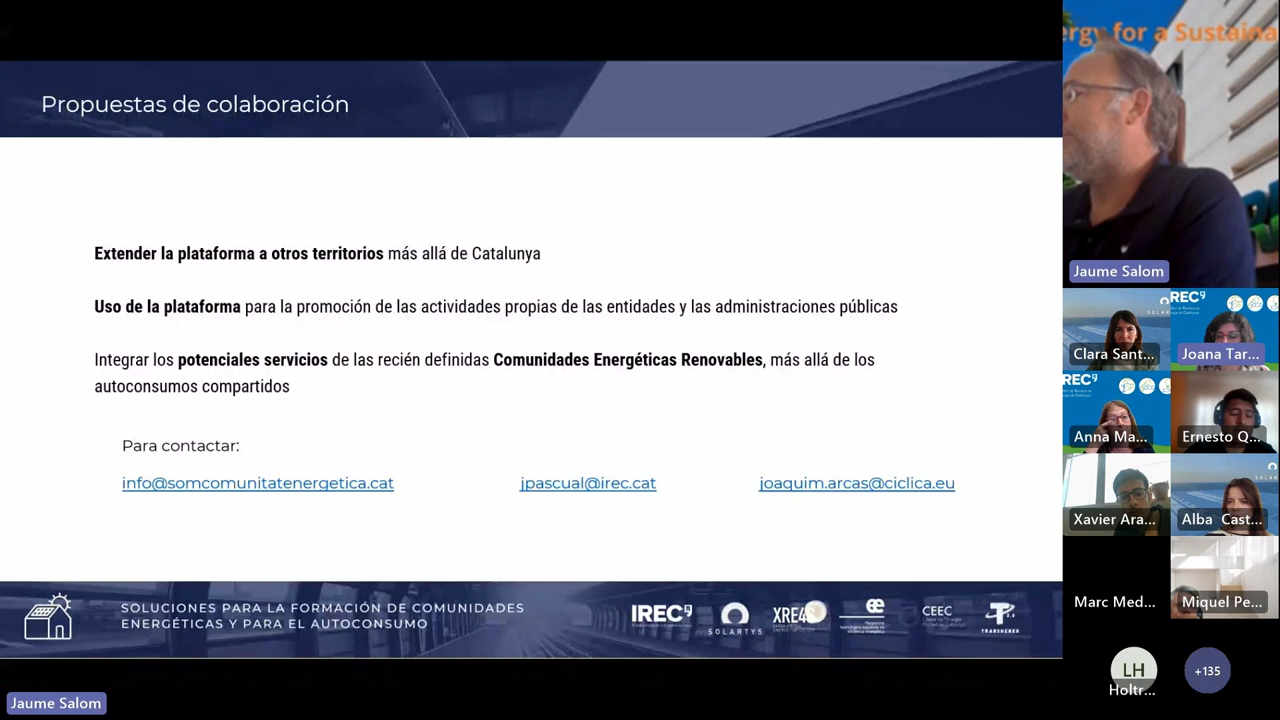 Propuestas de colaboración
Extender la plataforma a otros territorios más allá de Catalunya
Uso de la plataforma para la promoción de las actividades propias de las entidades y las administraciones públicas
Integrar los potenciales servicios de las recién definidas Comunidades Energéticas Renovables, más allá de los
autoconsumos compartidos
Para contactar:
info@somcomunitatenergetica.cat
jpascual@irec.cat
joaquim.arcas@ciclica.eu
SOLUCIONES PARA LA FORMACIÓN DE COMUNIDADES
ENERGÉTICAS Y PARA EL AUTOCONSUMO
IREC
SOLARTYS
XRE4S
CEEC
TRANSHENER
Jaume Salom
ergy for a Sustaina
Jaume Salom
Clara Sant...
Joana Tar...
IREC
Anna Ma...
Ernesto Q...
Xavier Ara...
Alba Cast...
Marc Med...
Miquel Pe...
LH
Holtr...
+135